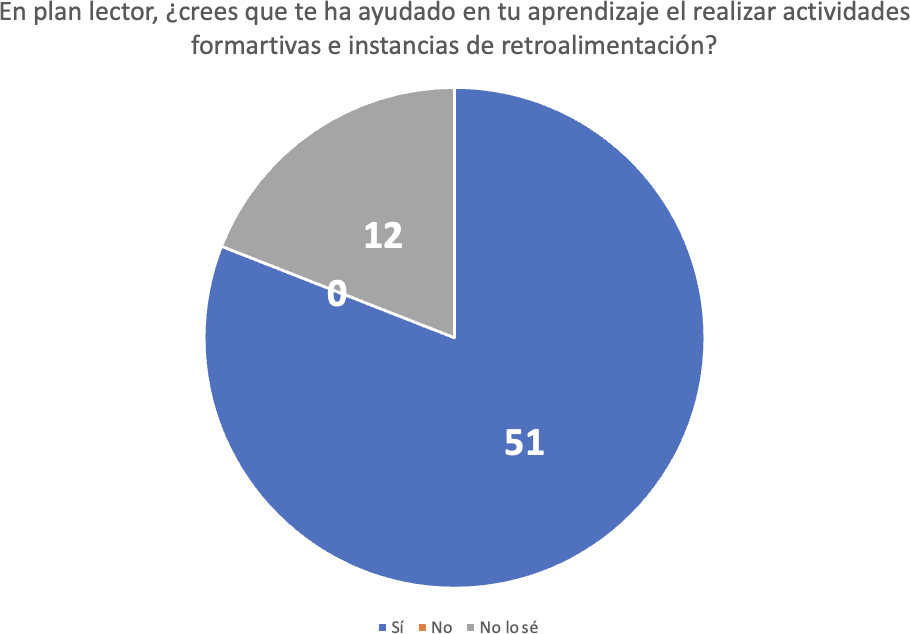 En plan lector, ¿crees que te ha ayudado en tu aprendizaje el realizar actividades
formartivas e instancias de retroalimentación?
12
0
51
Sí No No lo sé